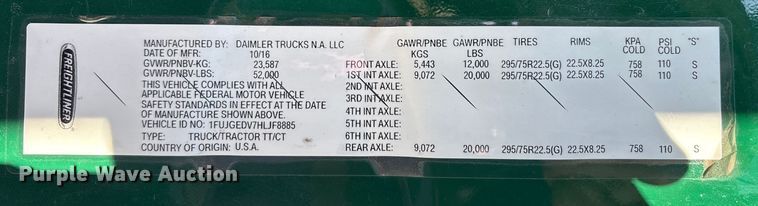 FREIGHTLINER
MANUFACTURED BY: DAIMLER TRUCKS N.A. LLC
DATE OF MFR: 10/16
GVWR/PNBV-KG: 23,587
GVWR/PNBV-LBS: 52,000
THIS VEHICLE COMPLIES WITH ALL
APPLICABLE FEDERAL MOTOR VEHICLE
SAFETY STANDARDS IN EFFECT AT THE DATE
OF MANUFACTURE SHOWN ABOVE.
VEHICLE ID NO: 1FUJGEDV7HLJF8885
TYPE: TRUCK/TRACTOR TT/CT
COUNTRY OF ORIGIN: U.S.A.
GAWR/PNBE GAWR/PNBE TIRES RIMS KPA PSI "S"
KGS LBS COLD COLD
FRONT AXLE: 5,443 12,000 295/75R22.5(G) 22.5X8.25 758 110 S
1ST INT AXLE: 9,072 20,000 295/75R22.5(G) 22.5X8.25 758 110 S
2ND INT AXLE:
3RD INT AXLE:
4TH INT AXLE:
5TH INT AXLE:
6TH INT AXLE:
REAR AXLE: 9,072 20,000 295/75R22.5(G) 22.5X8.25 758 110 S
Purple Wave Auction